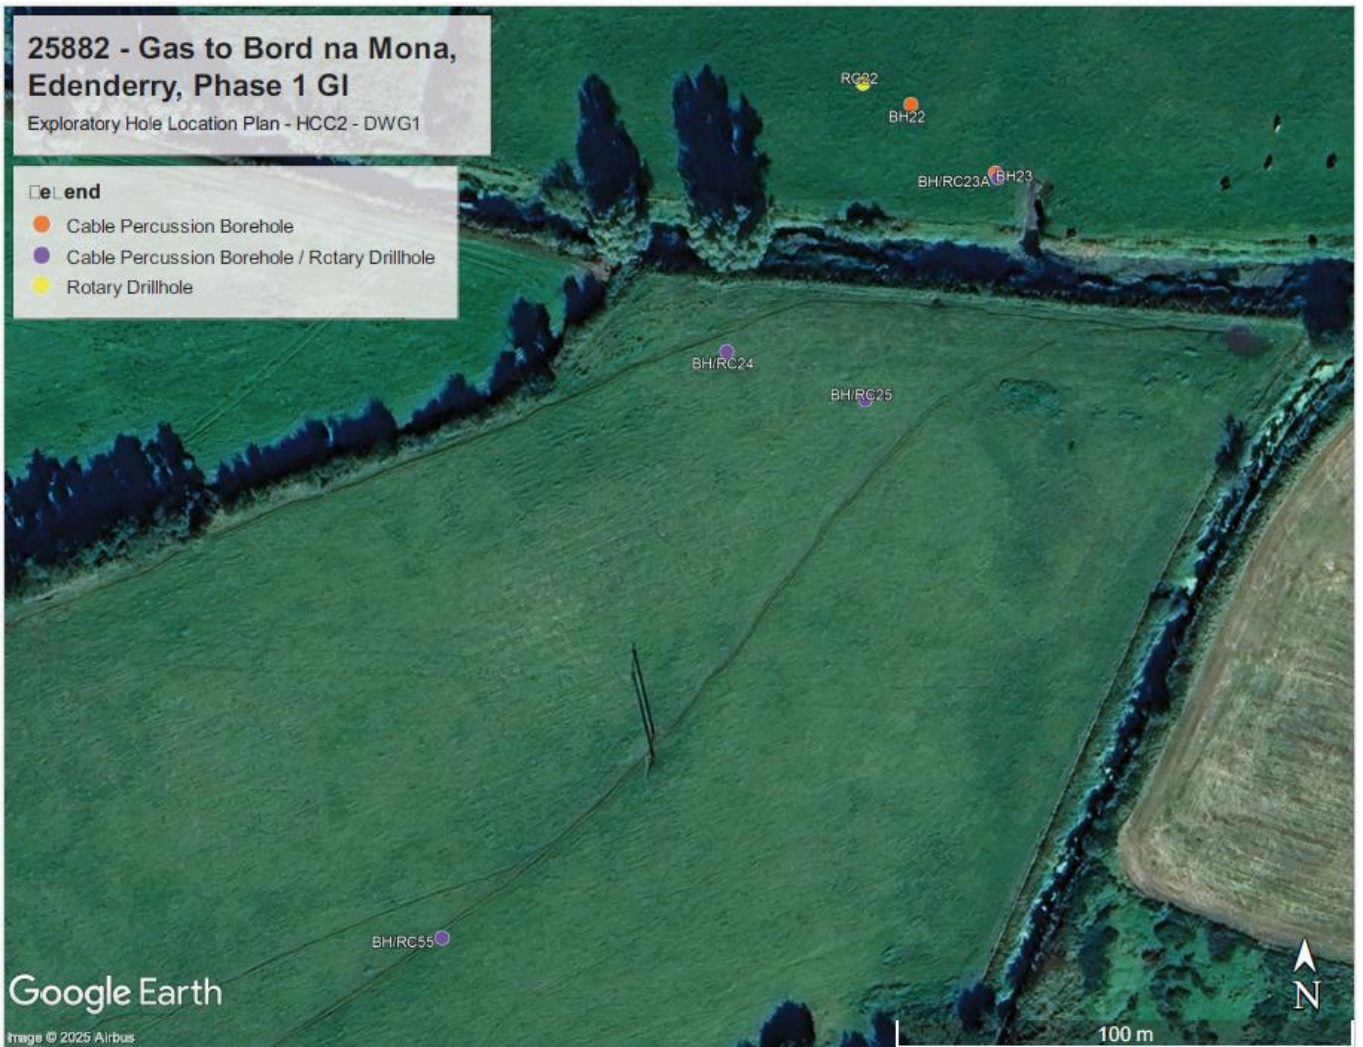 25882 - Gas to Bord na Mona,
Edenderry, Phase 1 GI
Exploratory Hole Location Plan - HCC2 - DWG1
□e□end
Cable Percussion Borehole
Cable Percussion Borehole / Rotary Drillhole
Rotary Drillhole
RC22
BH22
BH/RC23A
BH23
BH/RC24
BH/RC25
BH/RC55
Google Earth
Image © 2025 Airbus
N
100 m